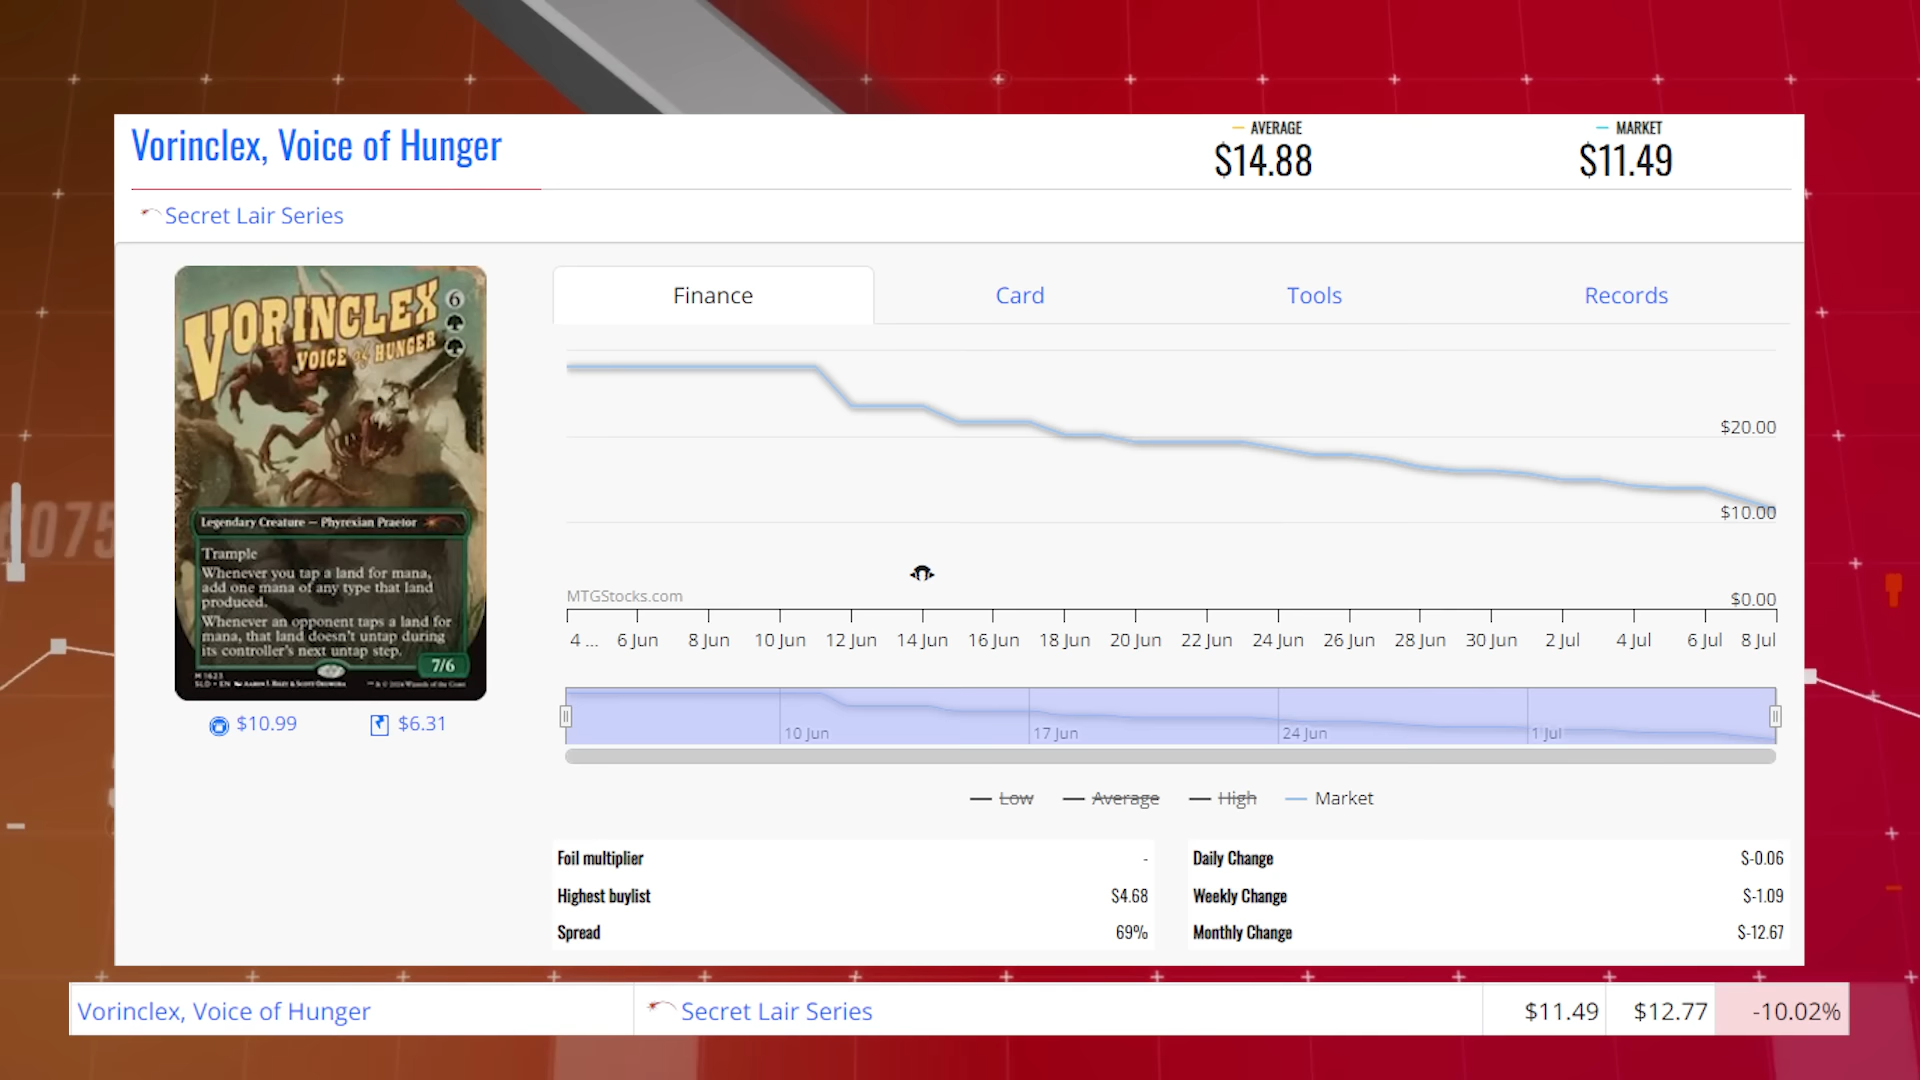 Vorinclex, Voice of Hunger
AVERAGE
$14.88
MARKET
$11.49
Secret Lair Series
VORINCLEX
6
VOICE of HUNGER
Legendary Creature — Phyrexian Praetor
Trample
Whenever you tap a land for mana,
add one mana of any type that land
produced.
Whenever an opponent taps a land for
mana, that land doesn't untap during
its controller's next untap step.
7/6
M 1623
SLD • EN
$10.99
$6.31
Finance
Card
Tools
Records
$20.00
$10.00
$0.00
MTGStocks.com
4 ...
6 Jun
8 Jun
10 Jun
12 Jun
14 Jun
16 Jun
18 Jun
20 Jun
22 Jun
24 Jun
26 Jun
28 Jun
30 Jun
2 Jul
4 Jul
6 Jul
8 Jul
10 Jun
17 Jun
24 Jun
1 Jul
Low
Average
High
Market
Foil multiplier
-
Highest buylist
$4.68
Spread
69%
Daily Change
$-0.06
Weekly Change
$-1.09
Monthly Change
$-12.67
Vorinclex, Voice of Hunger
Secret Lair Series
$11.49
$12.77
-10.02%